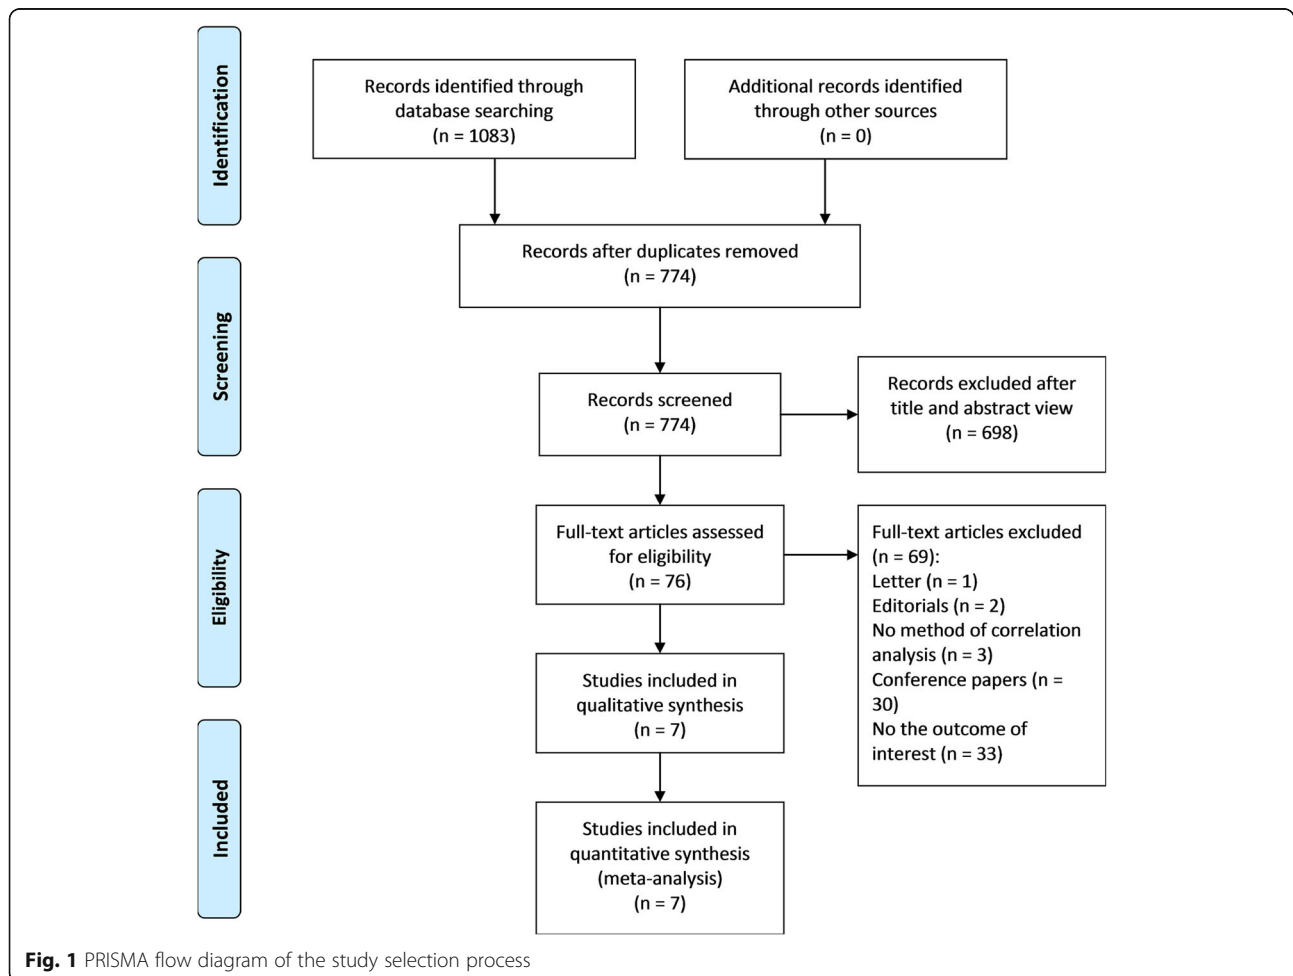 Identification
Records identified through
database searching
(n = 1083)
Additional records identified
through other sources
(n = 0)
Records after duplicates removed
(n = 774)
Screening
Records screened
(n = 774)
Records excluded after
title and abstract view
(n = 698)
Eligibility
Full-text articles assessed
for eligibility
(n = 76)
Full-text articles excluded
(n = 69):
Letter (n = 1)
Editorials (n = 2)
No method of correlation
analysis (n = 3)
Conference papers (n =
30)
No the outcome of
interest (n = 33)
Studies included in
qualitative synthesis
(n = 7)
Included
Studies included in
quantitative synthesis
(meta-analysis)
(n = 7)
Fig. 1 PRISMA flow diagram of the study selection process